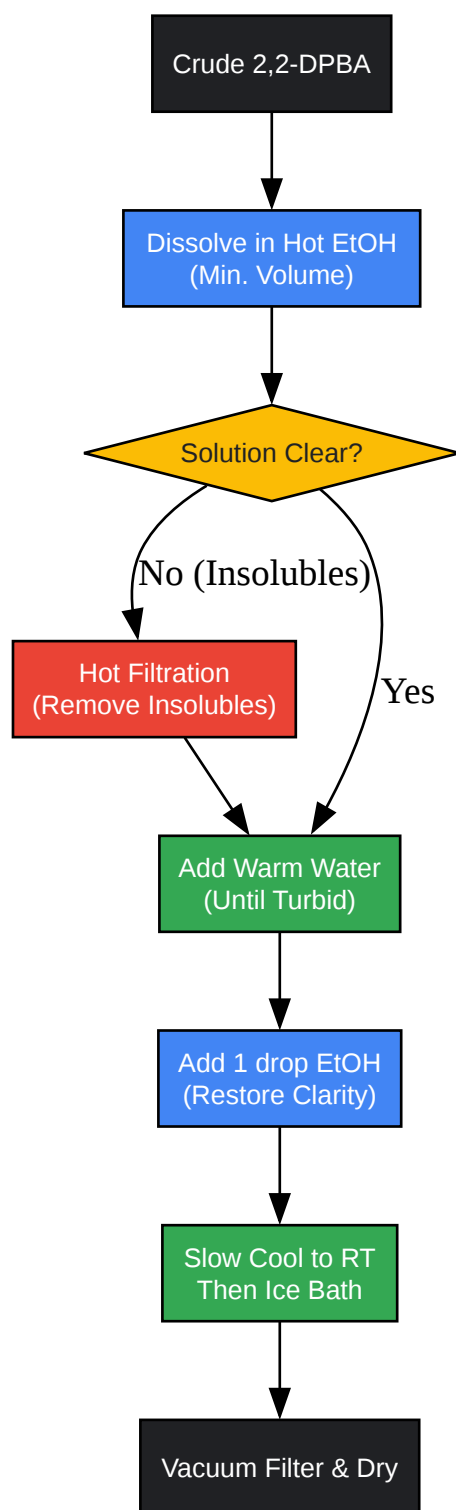 Crude 2,2-DPBA
Dissolve in Hot EtOH
(Min. Volume)
Solution Clear?
No (Insolubles)
Hot Filtration
(Remove Insolubles)
Yes
Add Warm Water
(Until Turbid)
Add 1 drop EtOH
(Restore Clarity)
Slow Cool to RT
Then Ice Bath
Vacuum Filter & Dry